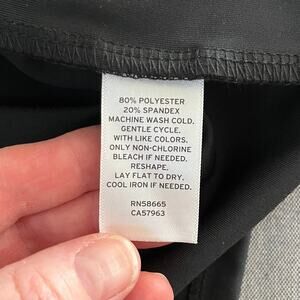 80% POLYESTER
20% SPANDEX
MACHINE WASH COLD.
GENTLE CYCLE.
WITH LIKE COLORS.
ONLY NON-CHLORINE
BLEACH IF NEEDED.
RESHAPE,
LAY FLAT TO DRY.
COOL IRON IF NEEDED.
RN58665
CA57963